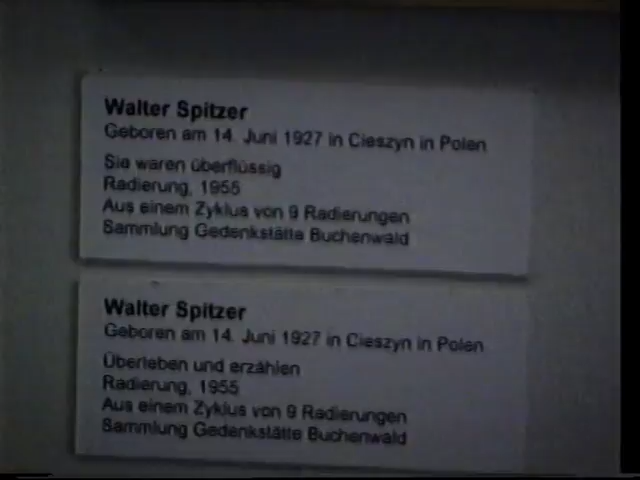 Walter Spitzer
Geboren am 14. Juni 1927 in Cieszyn in Polen
Sie waren überflüssig
Radierung, 1955
Aus einem Zyklus von 9 Radierungen
Sammlung Gedenkstätte Buchenwald
Walter Spitzer
Geboren am 14. Juni 1927 in Cieszyn in Polen
Überleben und erzählen
Radierung, 1955
Aus einem Zyklus von 9 Radierungen
Sammlung Gedenkstätte Buchenwald